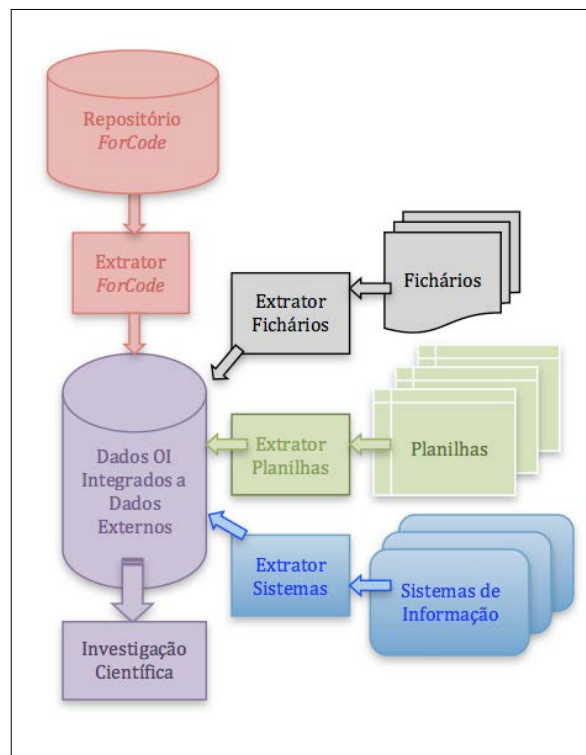 Repositório
ForCode
Extrator
ForCode
Fichários
Extrator
Fichários
Dados OI
Integrados a
Dados
Externos
Extrator
Planilhas
Planilhas
Extrator
Sistemas
Sistemas de
Informação
Investigação
Científica